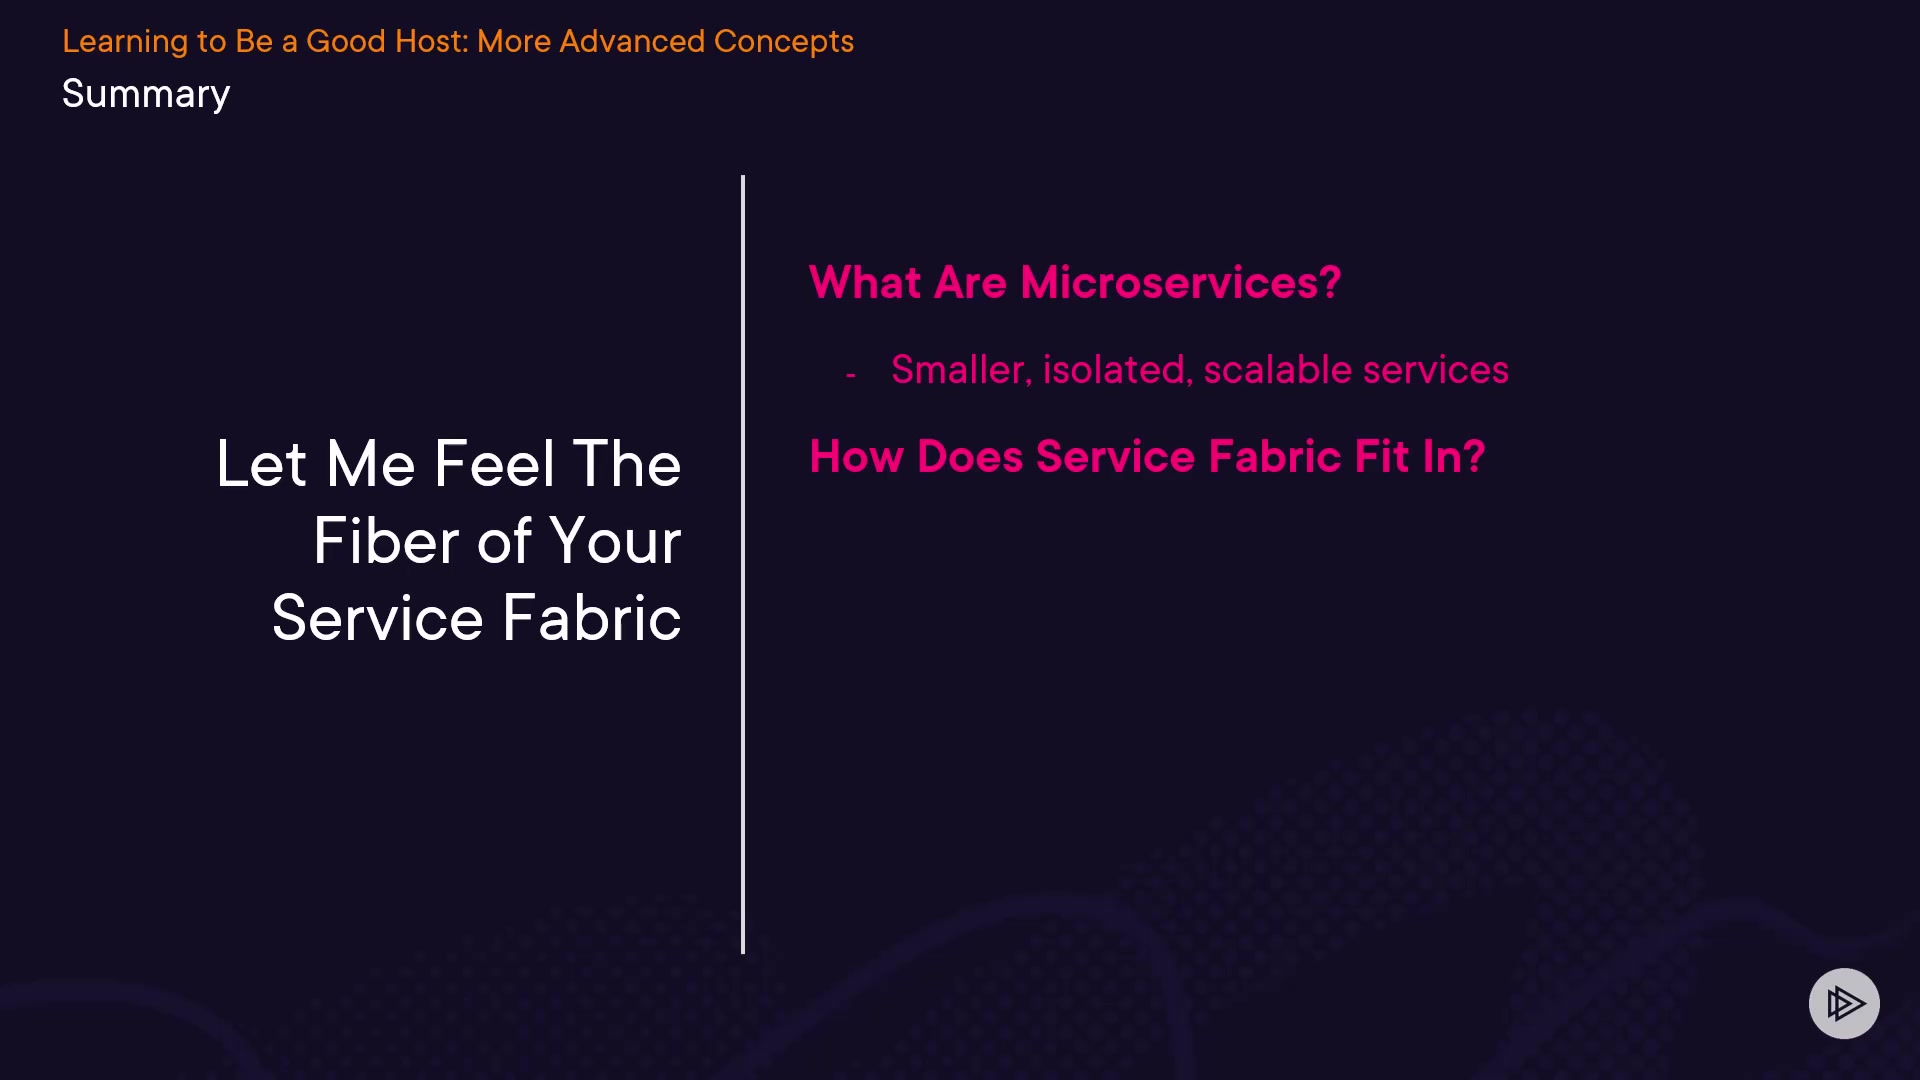 Learning to Be a Good Host: More Advanced Concepts
Summary
Let Me Feel The
Fiber of Your
Service Fabric
What Are Microservices?
- Smaller, isolated, scalable services
How Does Service Fabric Fit In?